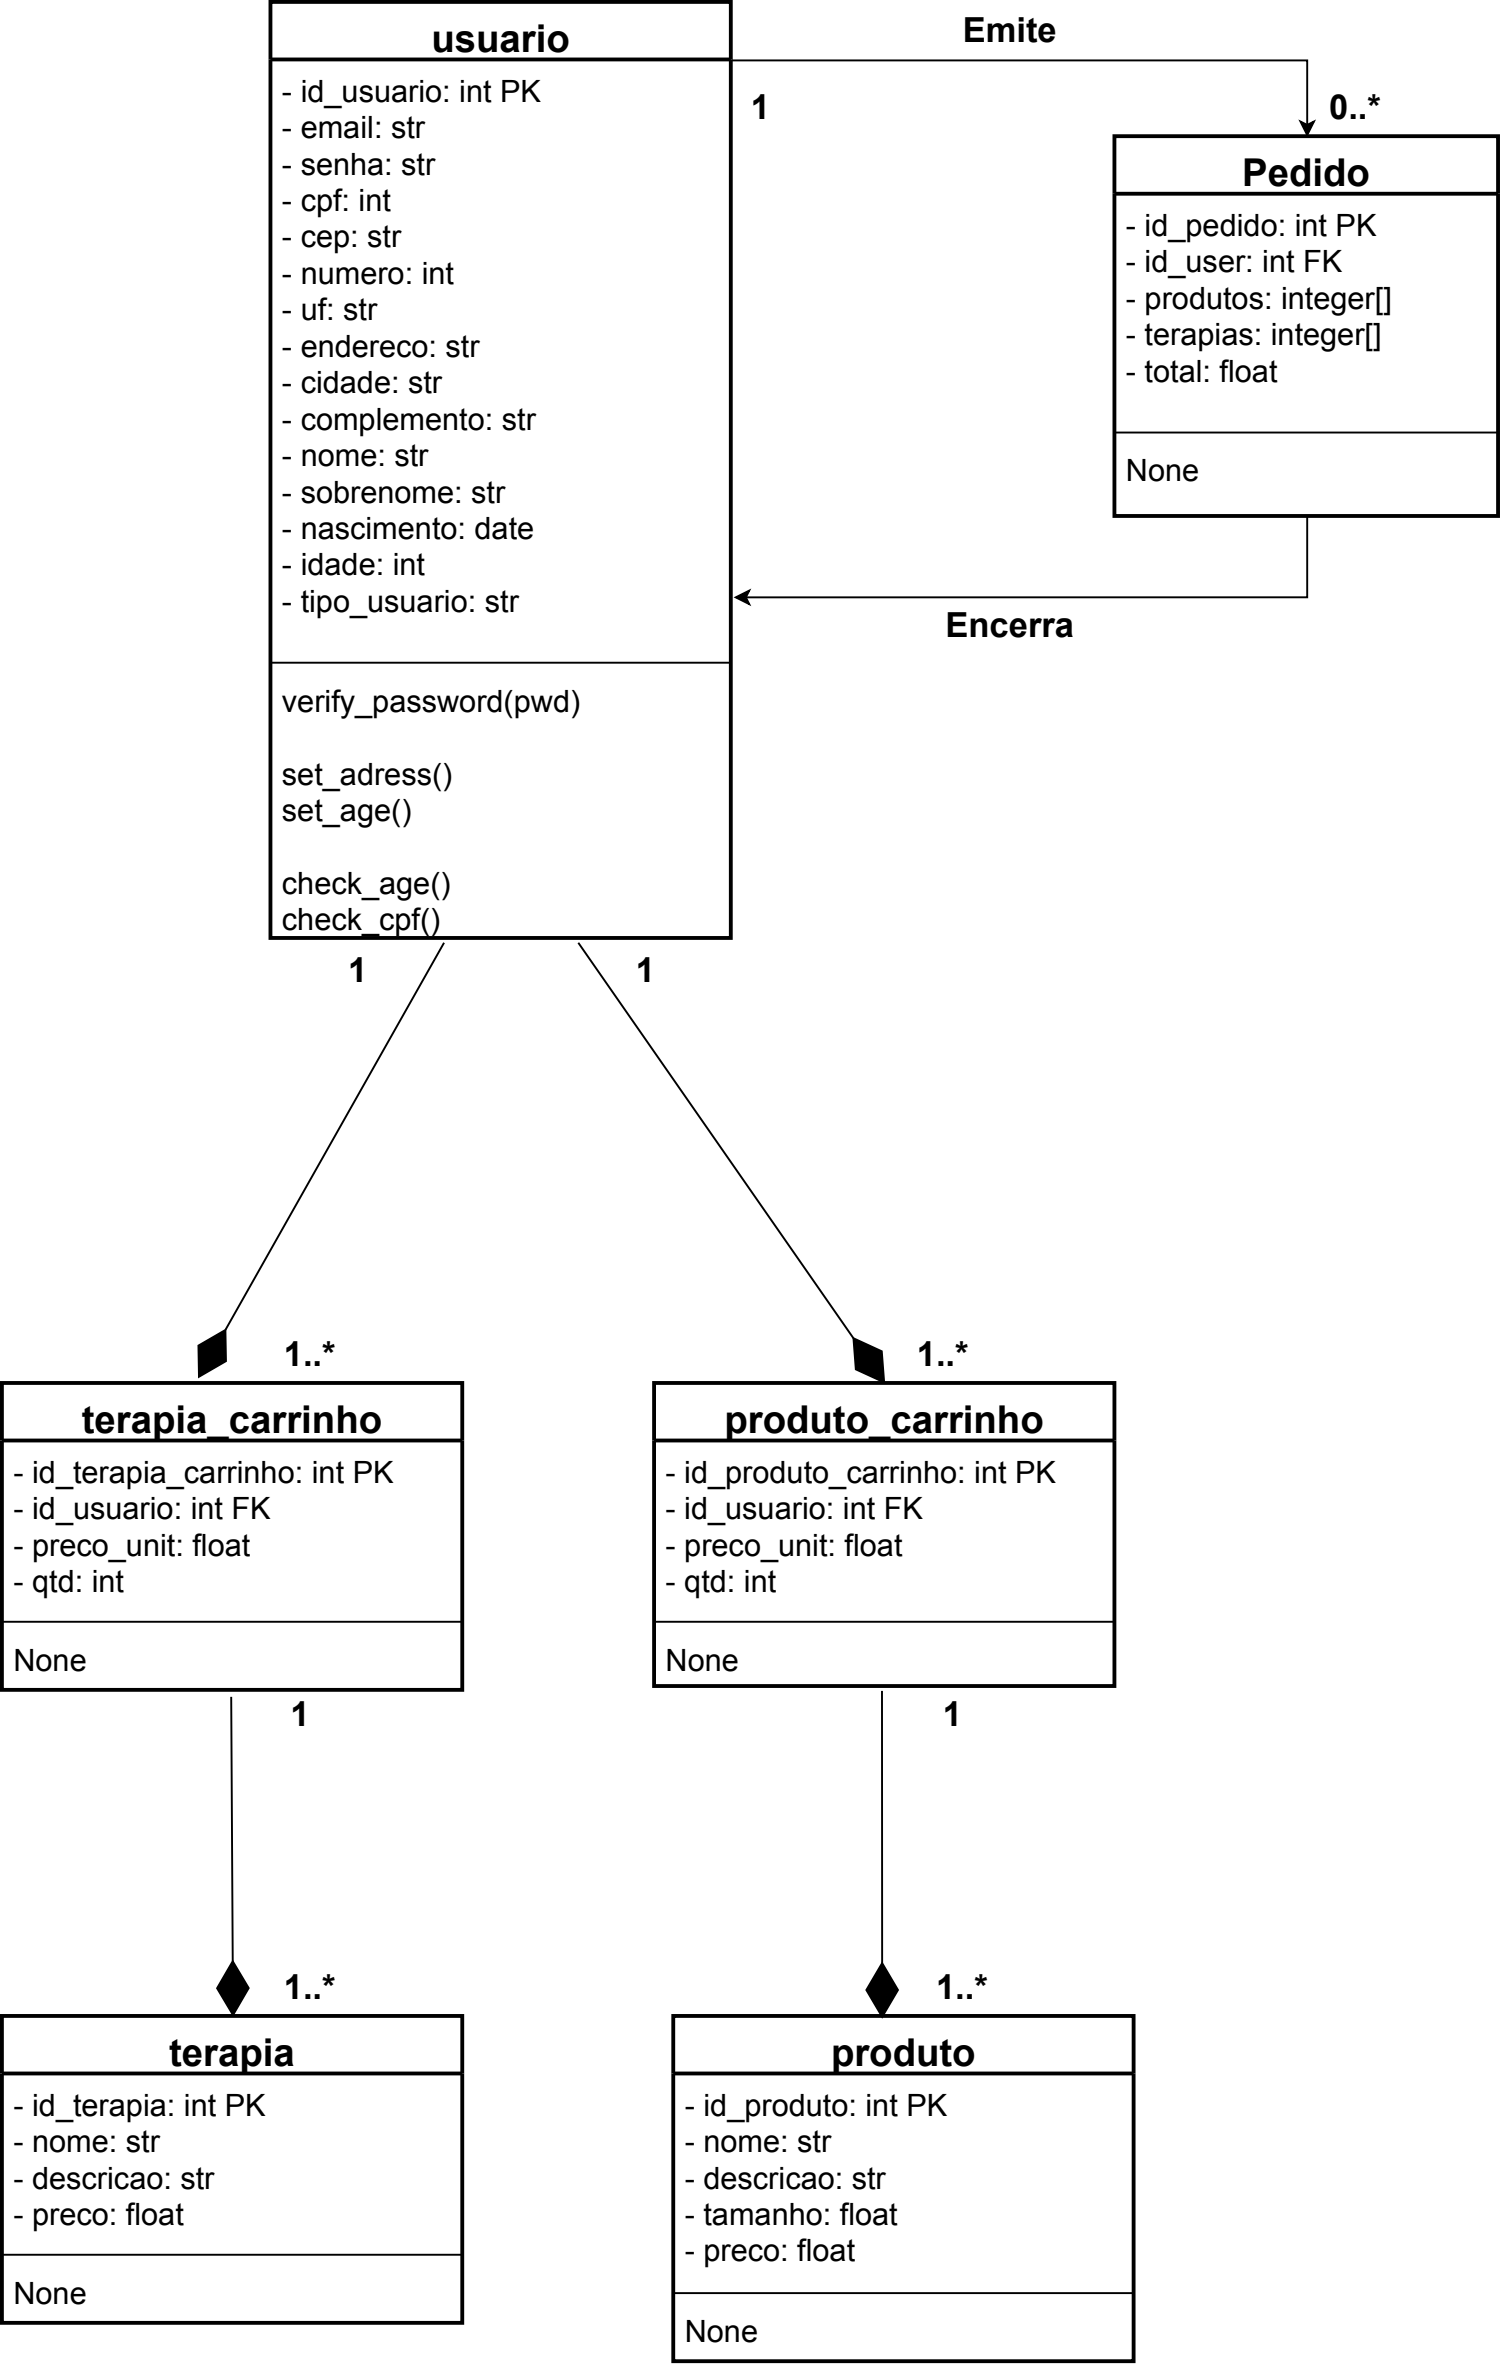 usuario
- id_usuario: int PK
- email: str
- senha: str
- cpf: int
- cep: str
- numero: int
- uf: str
- endereco: str
- cidade: str
- complemento: str
- nome: str
- sobrenome: str
- nascimento: date
- idade: int
- tipo_usuario: str
verify_password(pwd)
set_adress()
set_age()
check_age()
check_cpf()
Emite
1
0..*
Pedido
- id_pedido: int PK
- id_user: int FK
- produtos: integer[]
- terapias: integer[]
- total: float
None
Encerra
1
1
1..*
1..*
terapia_carrinho
- id_terapia_carrinho: int PK
- id_usuario: int FK
- preco_unit: float
- qtd: int
None
1
produto_carrinho
- id_produto_carrinho: int PK
- id_usuario: int FK
- preco_unit: float
- qtd: int
None
1
1..*
1..*
terapia
- id_terapia: int PK
- nome: str
- descricao: str
- preco: float
None
produto
- id_produto: int PK
- nome: str
- descricao: str
- tamanho: float
- preco: float
None